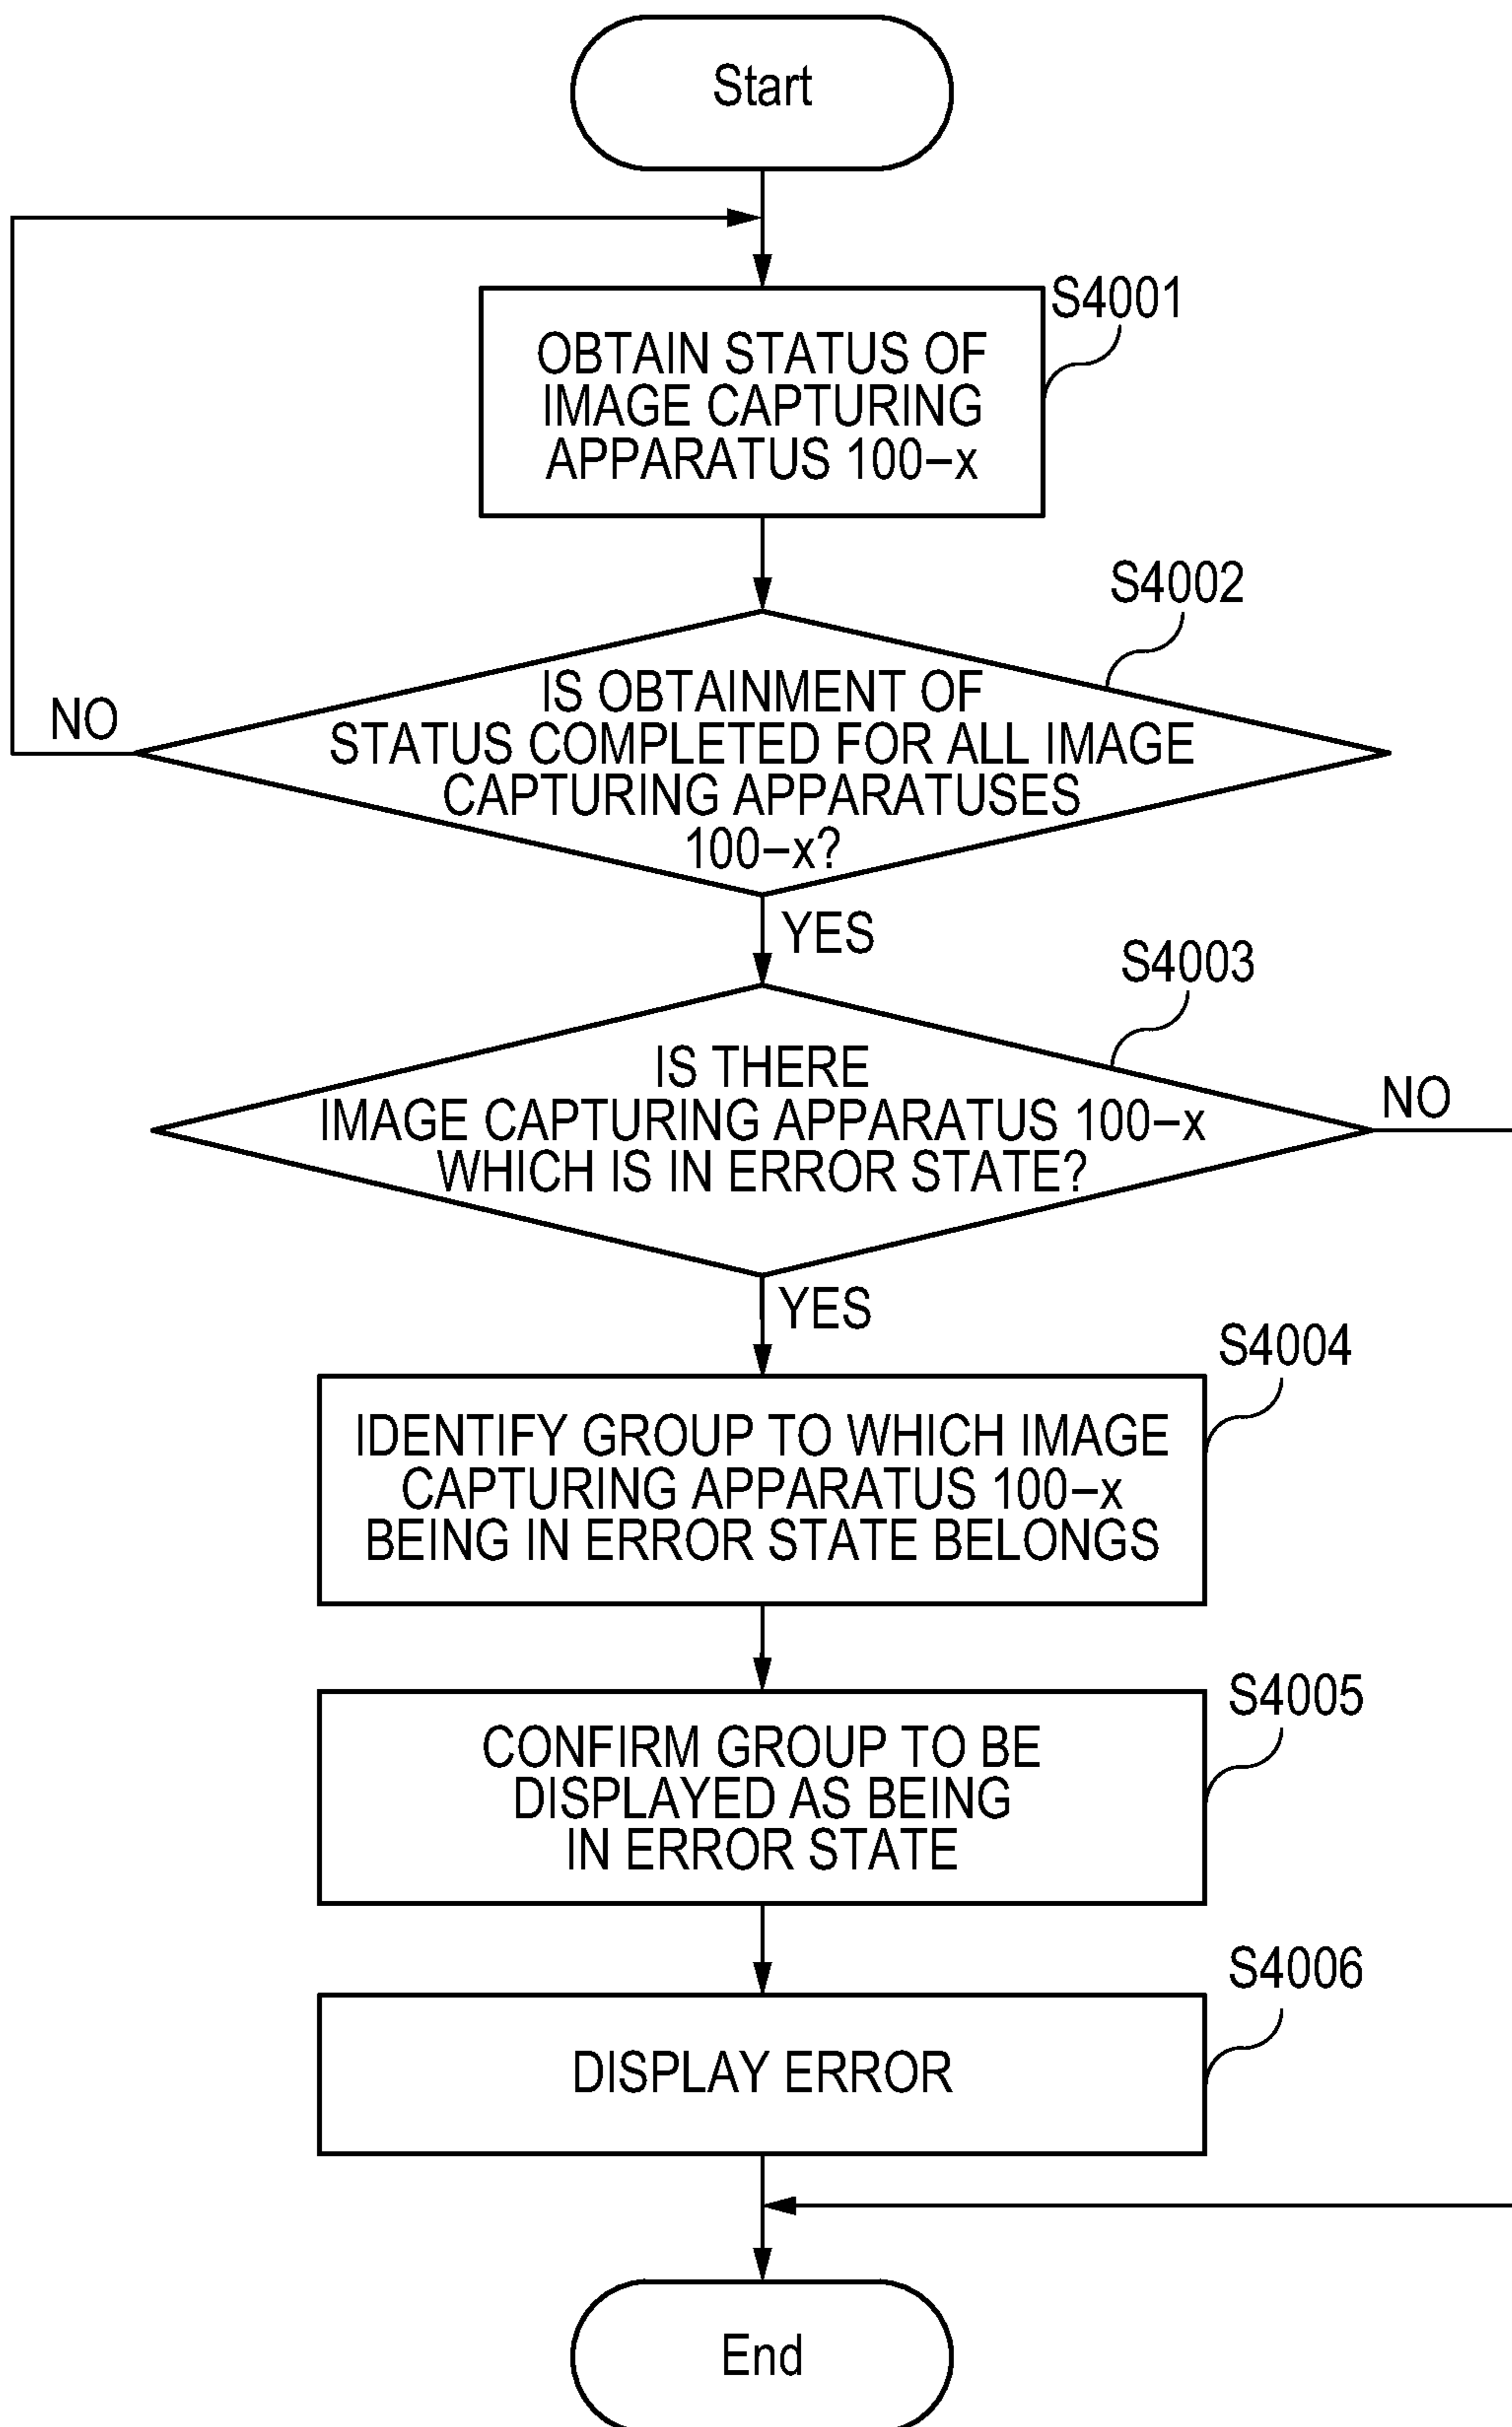 Start
S4001
OBTAIN STATUS OF
IMAGE CAPTURING
APPARATUS 100–x
S4002
IS OBTAINMENT OF
STATUS COMPLETED FOR ALL IMAGE
CAPTURING APPARATUSES
100–x?
NO
YES
S4003
IS THERE
IMAGE CAPTURING APPARATUS 100–x
WHICH IS IN ERROR STATE?
NO
YES
S4004
IDENTIFY GROUP TO WHICH IMAGE
CAPTURING APPARATUS 100–x
BEING IN ERROR STATE BELONGS
S4005
CONFIRM GROUP TO BE
DISPLAYED AS BEING
IN ERROR STATE
S4006
DISPLAY ERROR
End